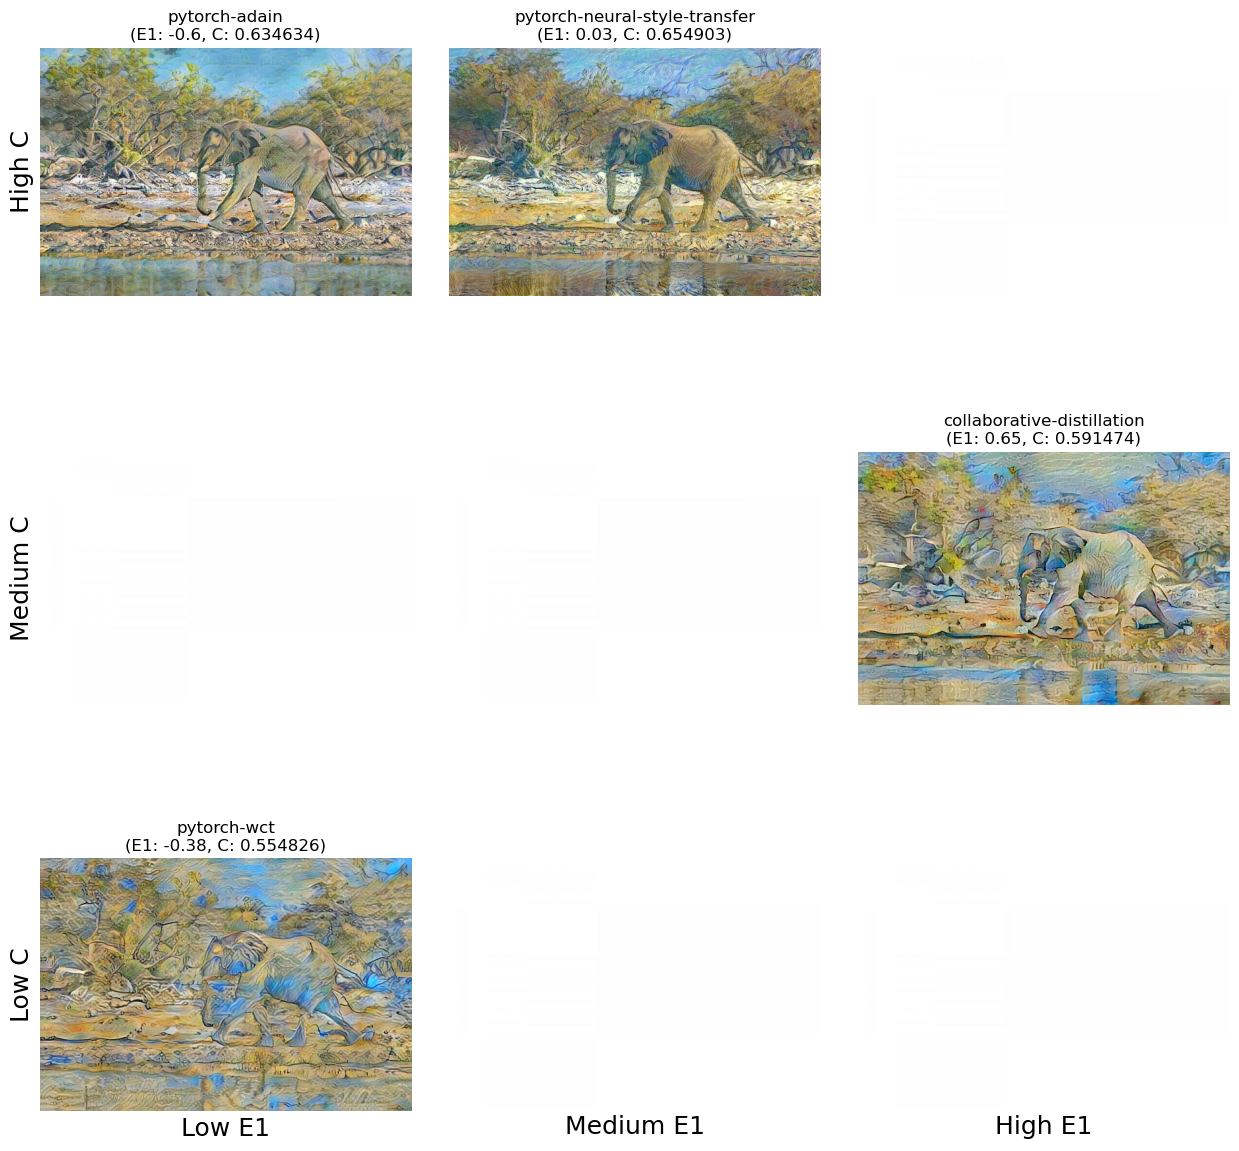 pytorch-adain
(E1: -0.6, C: 0.634634)
pytorch-neural-style-transfer
(E1: 0.03, C: 0.654903)
High C
collaborative-distillation
(E1: 0.65, C: 0.591474)
Medium C
pytorch-wct
(E1: -0.38, C: 0.554826)
Low C
Low E1
Medium E1
High E1